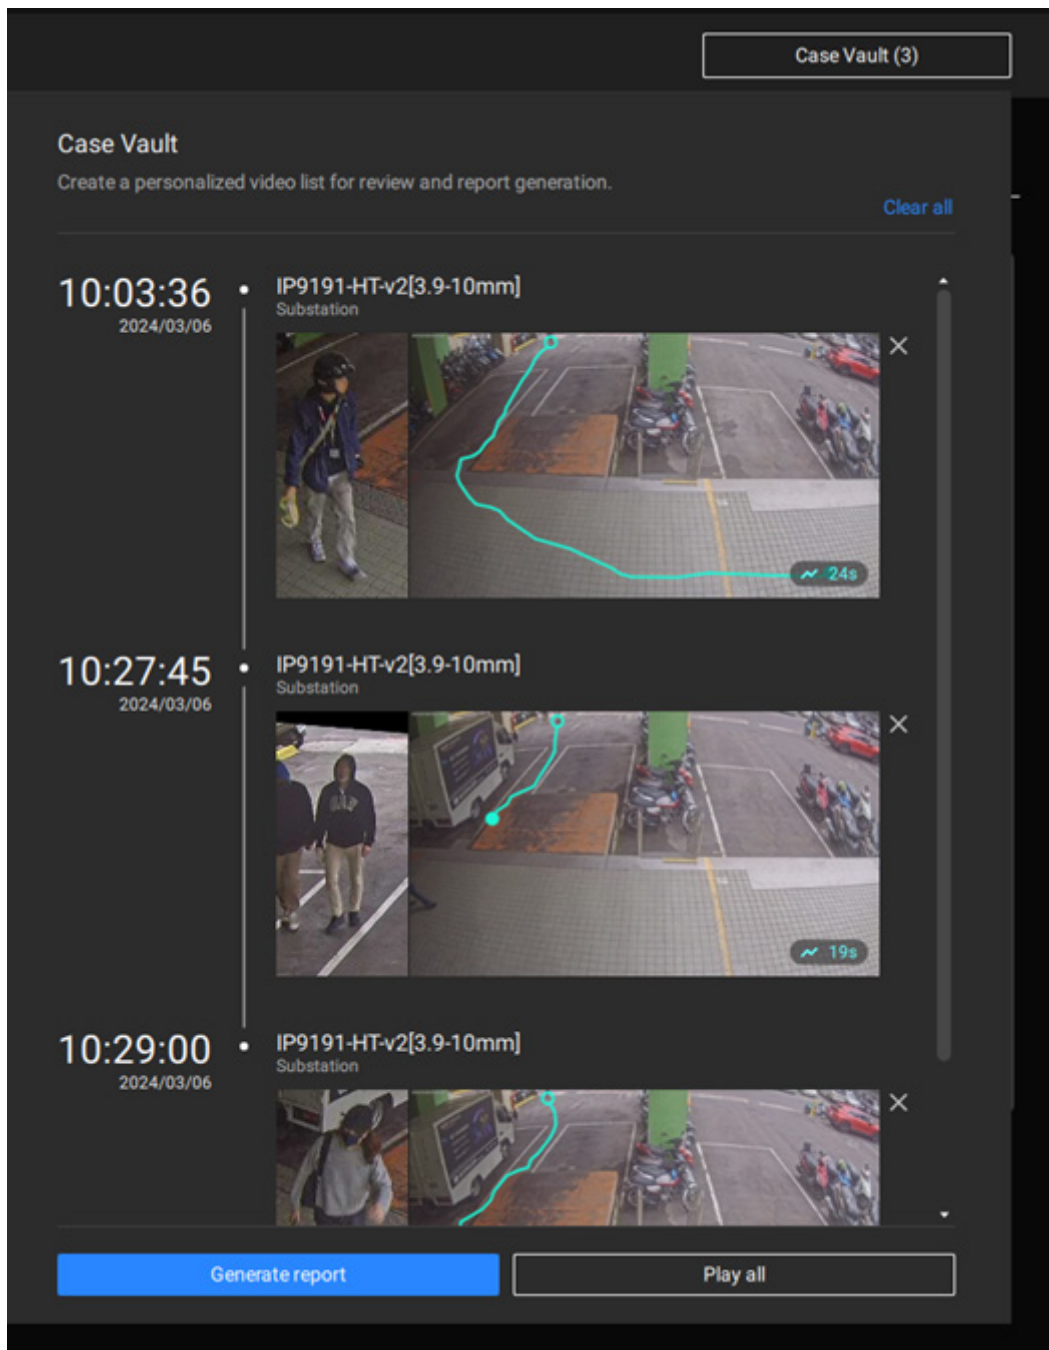 Case Vault (3)
Case Vault
Create a personalized video list for review and report generation.
Clear all
10:03:36
2024/03/06
IP9191-HT-v2[3.9-10mm]
Substation
24s
10:27:45
2024/03/06
IP9191-HT-v2[3.9-10mm]
Substation
GAP
19s
10:29:00
2024/03/06
IP9191-HT-v2[3.9-10mm]
Substation
Generate report
Play all